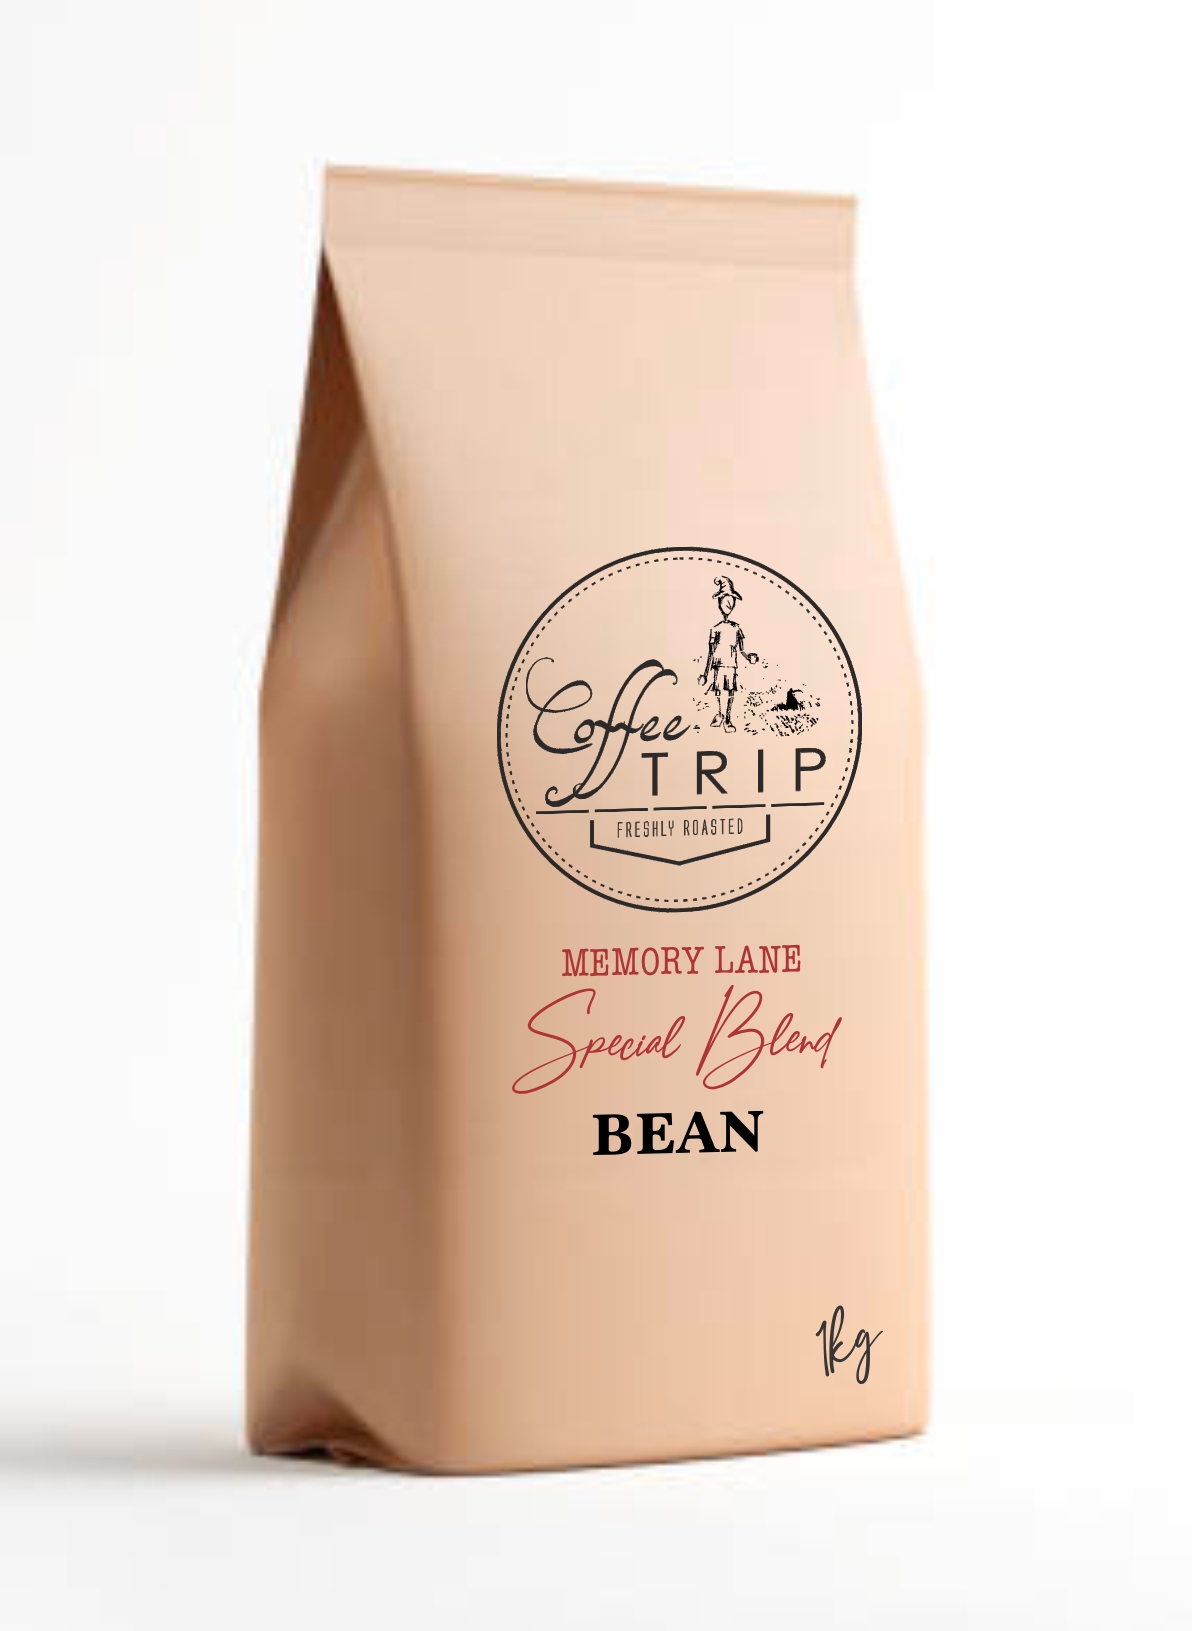 Coffee
TRIP
FRESHLY ROASTED
MEMORY LANE
Special Blend
BEAN
1kg